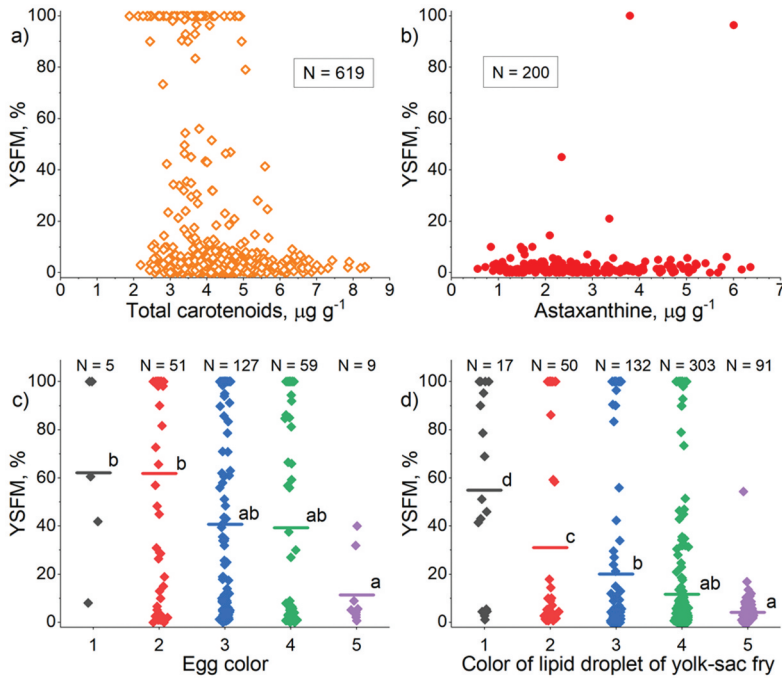 a)
N = 619
YSFM, %
100
80
60
40
20
0
0 1 2 3 4 5 6 7 8 9
Total carotenoids, μg g⁻¹
b)
N = 200
YSFM, %
100
80
60
40
20
0
0 1 2 3 4 5 6 7
Astaxanthine, μg g⁻¹
c)
N = 5 N = 51 N = 127 N = 59 N = 9
YSFM, %
100
80
60
40
20
0
b b ab ab a
1 2 3 4 5
Egg color
d)
N = 17 N = 50 N = 132 N = 303 N = 91
YSFM, %
100
80
60
40
20
0
d c b ab a
1 2 3 4 5
Color of lipid droplet of yolk-sac fry